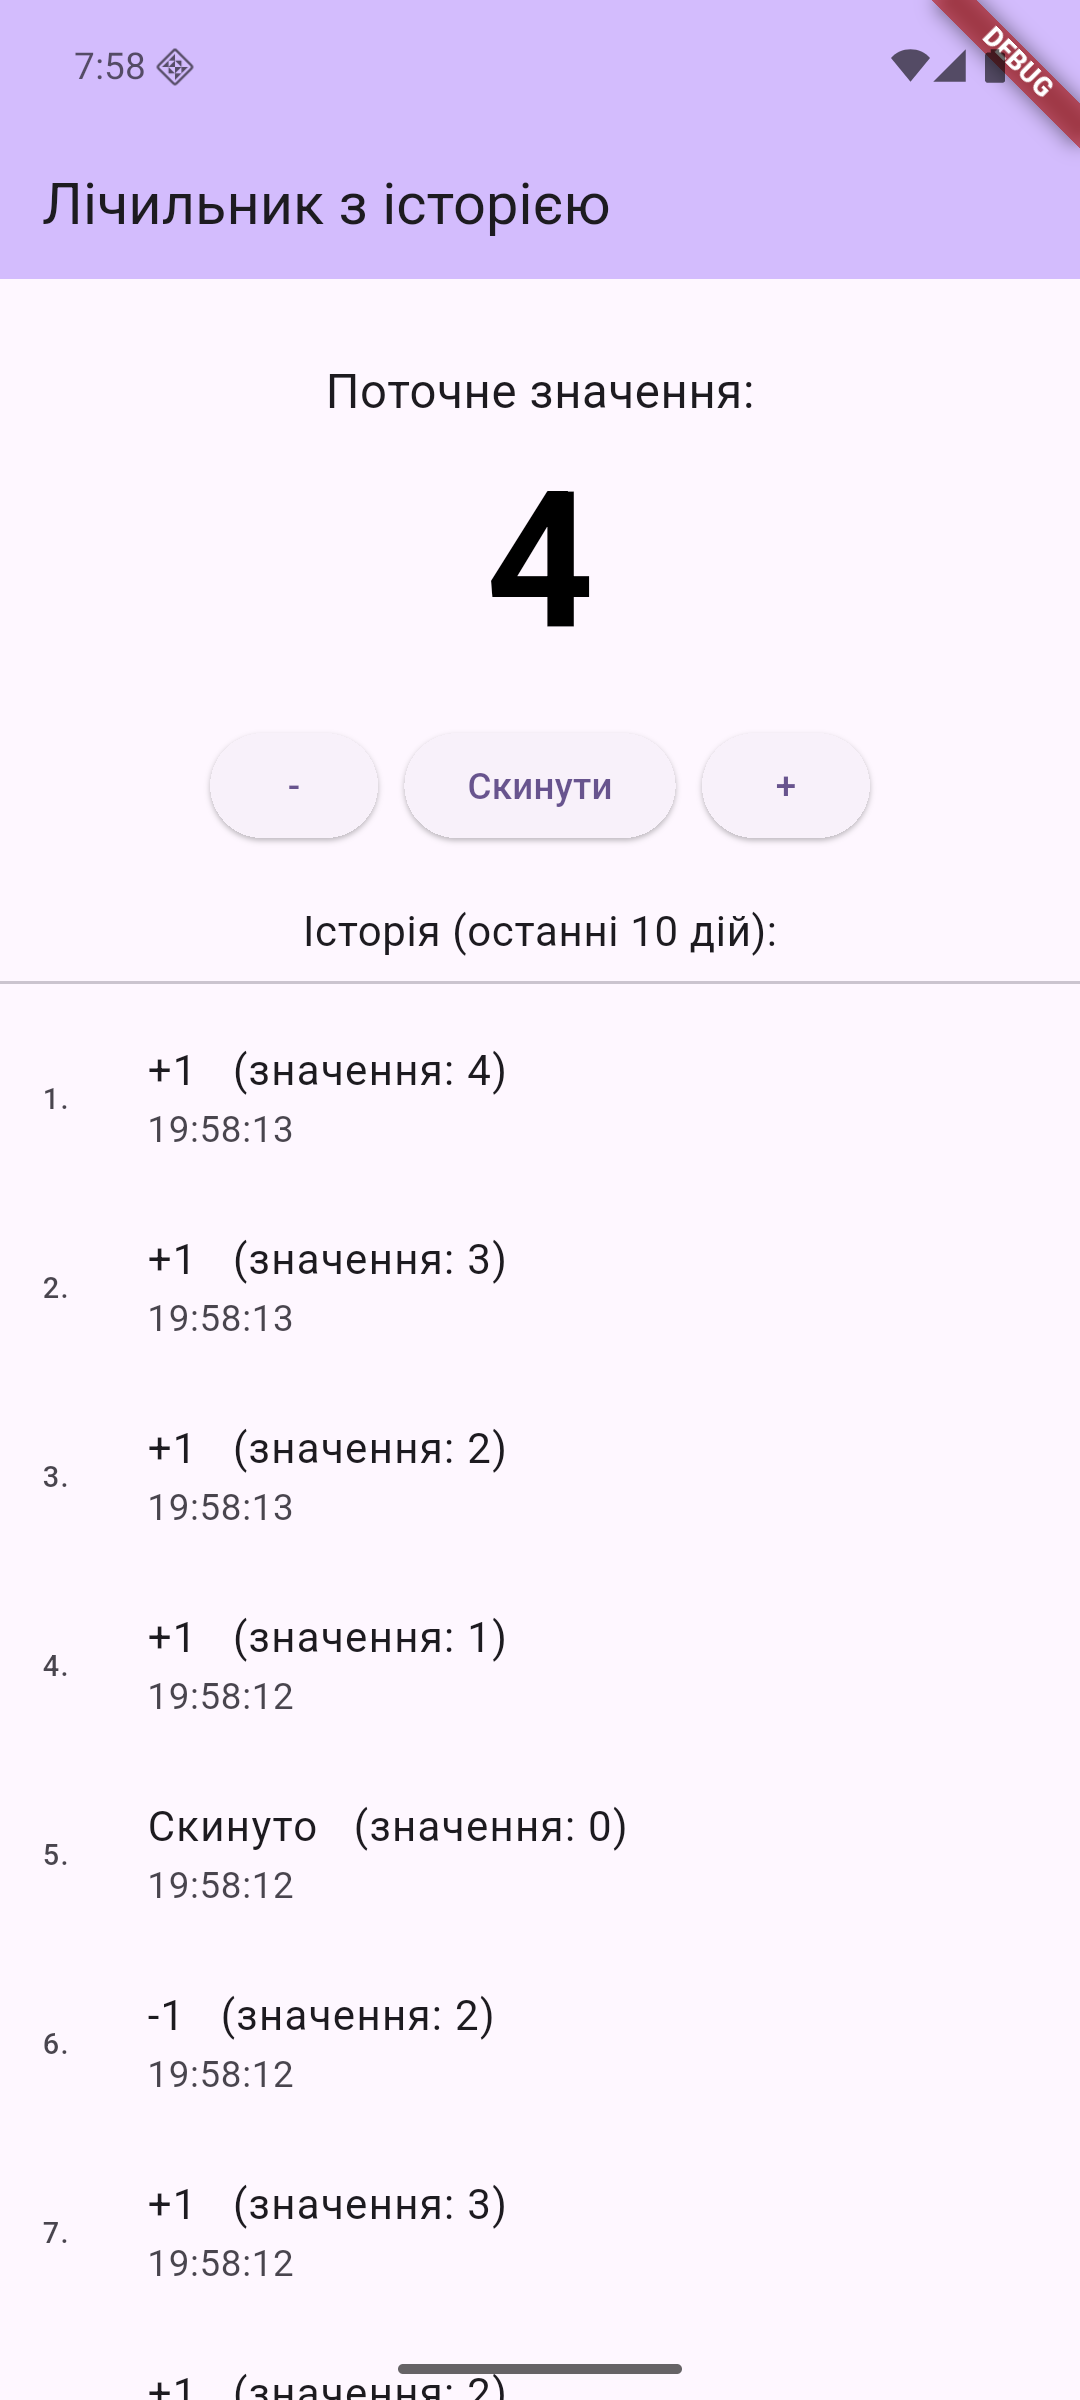 7:58
DEBUG
Лічильник з історією
Поточне значення:
4
- Скинути +
Історія (останні 10 дій):
1. +1 (значення: 4)
19:58:13
2. +1 (значення: 3)
19:58:13
3. +1 (значення: 2)
19:58:13
4. +1 (значення: 1)
19:58:12
5. Скинуто (значення: 0)
19:58:12
6. -1 (значення: 2)
19:58:12
7. +1 (значення: 3)
19:58:12
+1 (значення: 2)